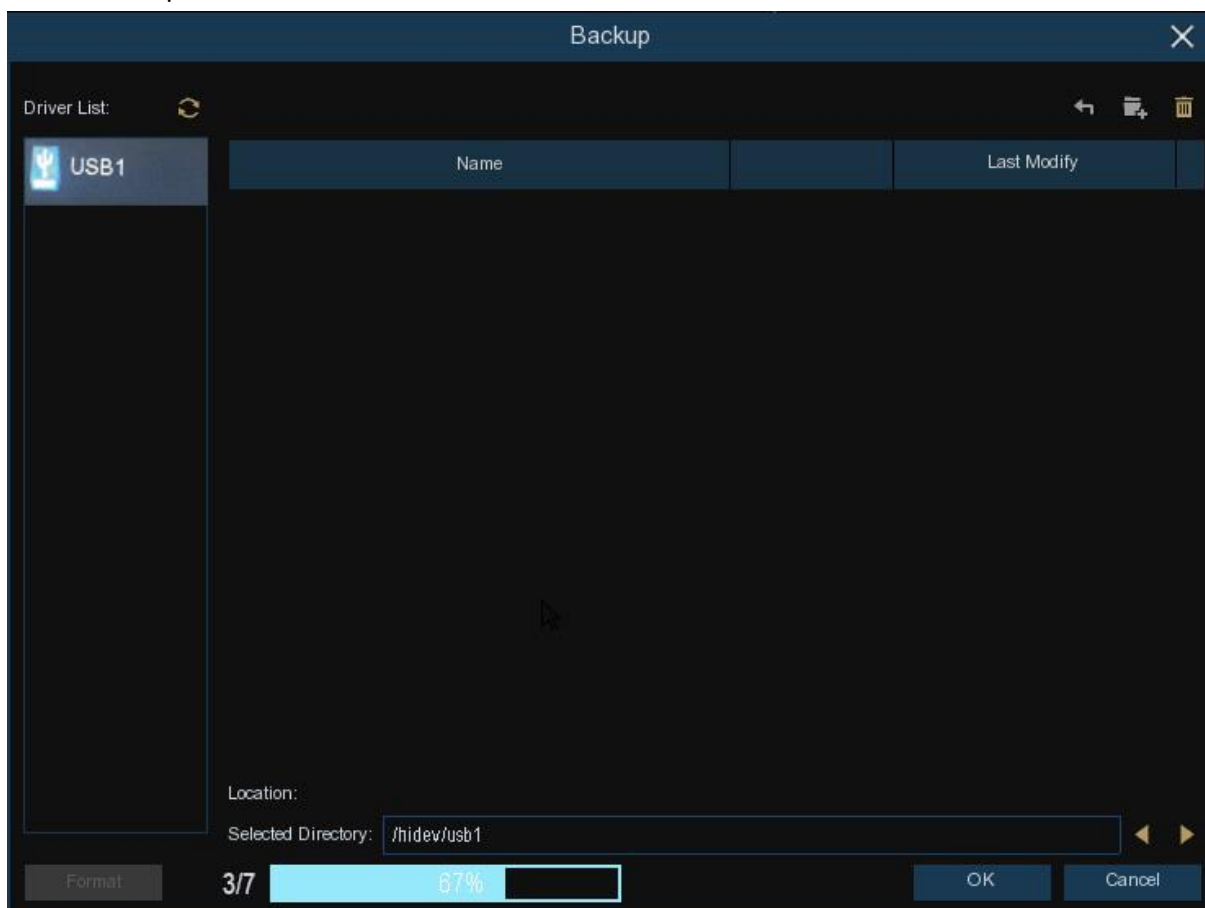 Backup
Driver List:
USB1
Name
Last Modify
Location:
Selected Directory: /hidev/usb1
Format 3/7 67% OK Cancel